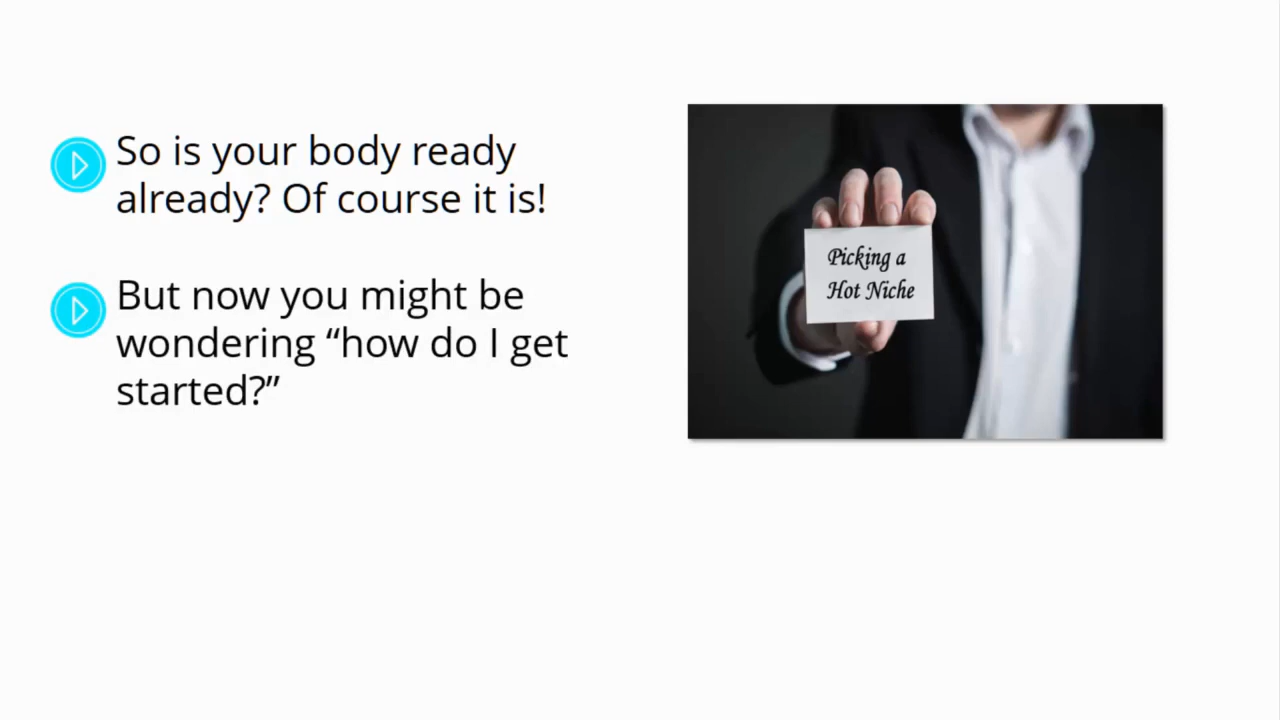 So is your body ready
already? Of course it is!
But now you might be
wondering “how do I get
started?”
Picking a
Hot Niche